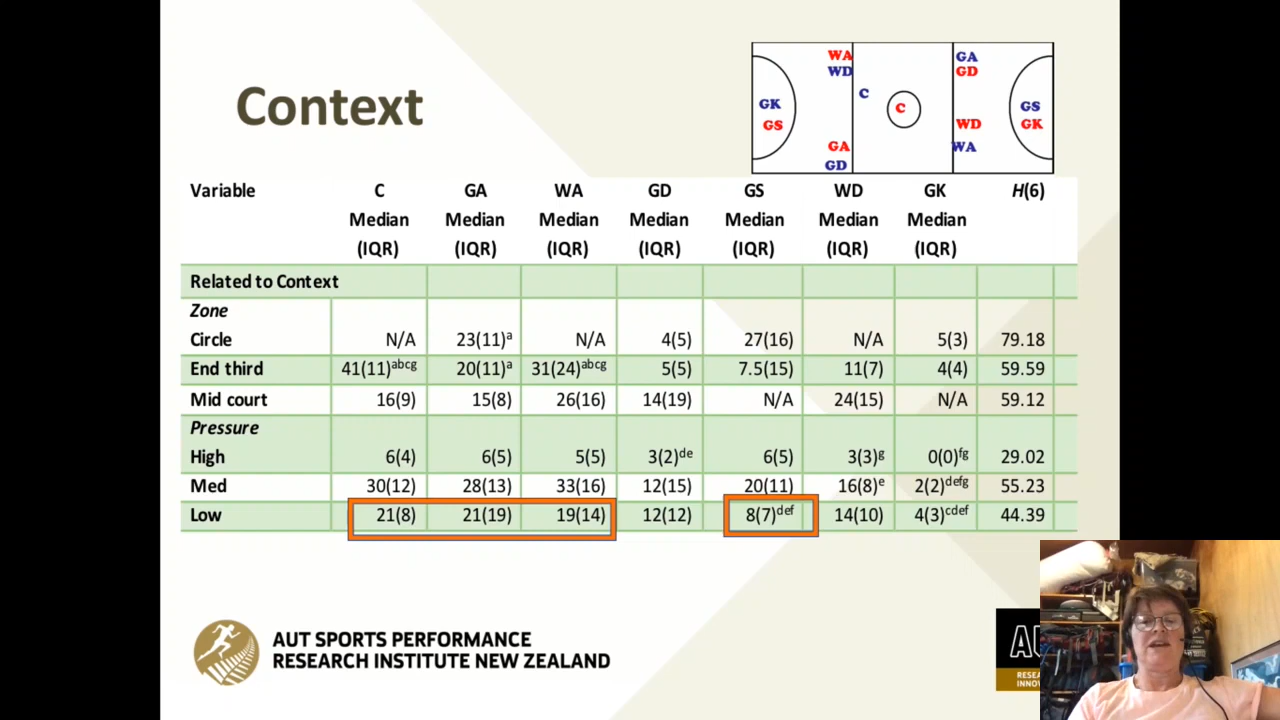 Context
WA GA
WD GD
C
GK C GS
GS WD GK
GA WA
GD
Variable C GA WA GD GS WD GK H(6)
Median Median Median Median Median Median Median
(IQR) (IQR) (IQR) (IQR) (IQR) (IQR) (IQR)
Related to Context
Zone
Circle N/A 23(11)ᵃ N/A 4(5) 27(16) N/A 5(3) 79.18
End third 41(11)ᵃᵇᶜᵍ 20(11)ᵃ 31(24)ᵃᵇᶜᵍ 5(5) 7.5(15) 11(7) 4(4) 59.59
Mid court 16(9) 15(8) 26(16) 14(19) N/A 24(15) N/A 59.12
Pressure
High 6(4) 6(5) 5(5) 3(2)ᵈᵉ 6(5) 3(3)ᵍ 0(0)ᶠᵍ 29.02
Med 30(12) 28(13) 33(16) 12(15) 20(11) 16(8)ᵉ 2(2)ᵈᵉᶠᵍ 55.23
Low 21(8) 21(19) 19(14) 12(12) 8(7)ᵈᵉᶠ 14(10) 4(3)ᶜᵈᵉᶠ 44.39
AUT SPORTS PERFORMANCE
RESEARCH INSTITUTE NEW ZEALAND